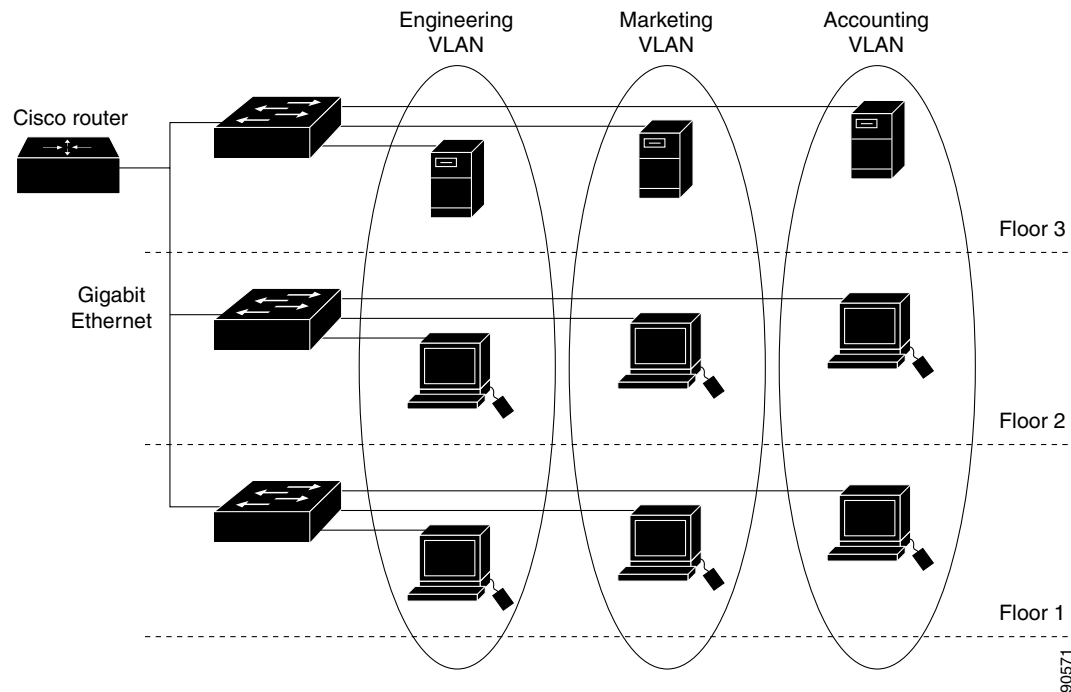 Engineering
VLAN
Marketing
VLAN
Accounting
VLAN
Cisco router
Floor 3
Gigabit
Ethernet
Floor 2
Floor 1
90571